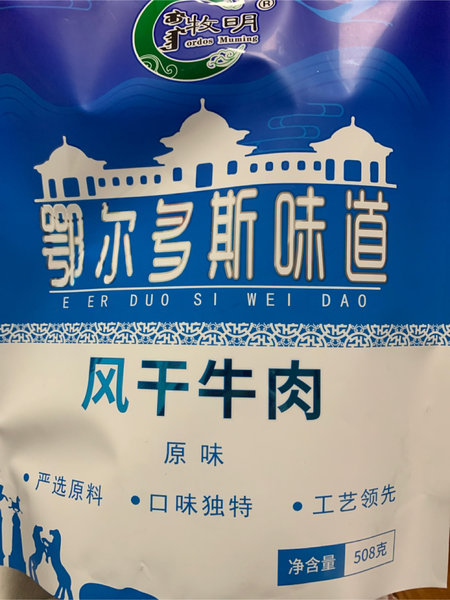 牧明®
ordos Muming
鄂尔多斯味道
E ER DUO SI WEI DAO
风干牛肉
原味
·严选原料 ·口味独特 ·工艺领先
净含量 508克